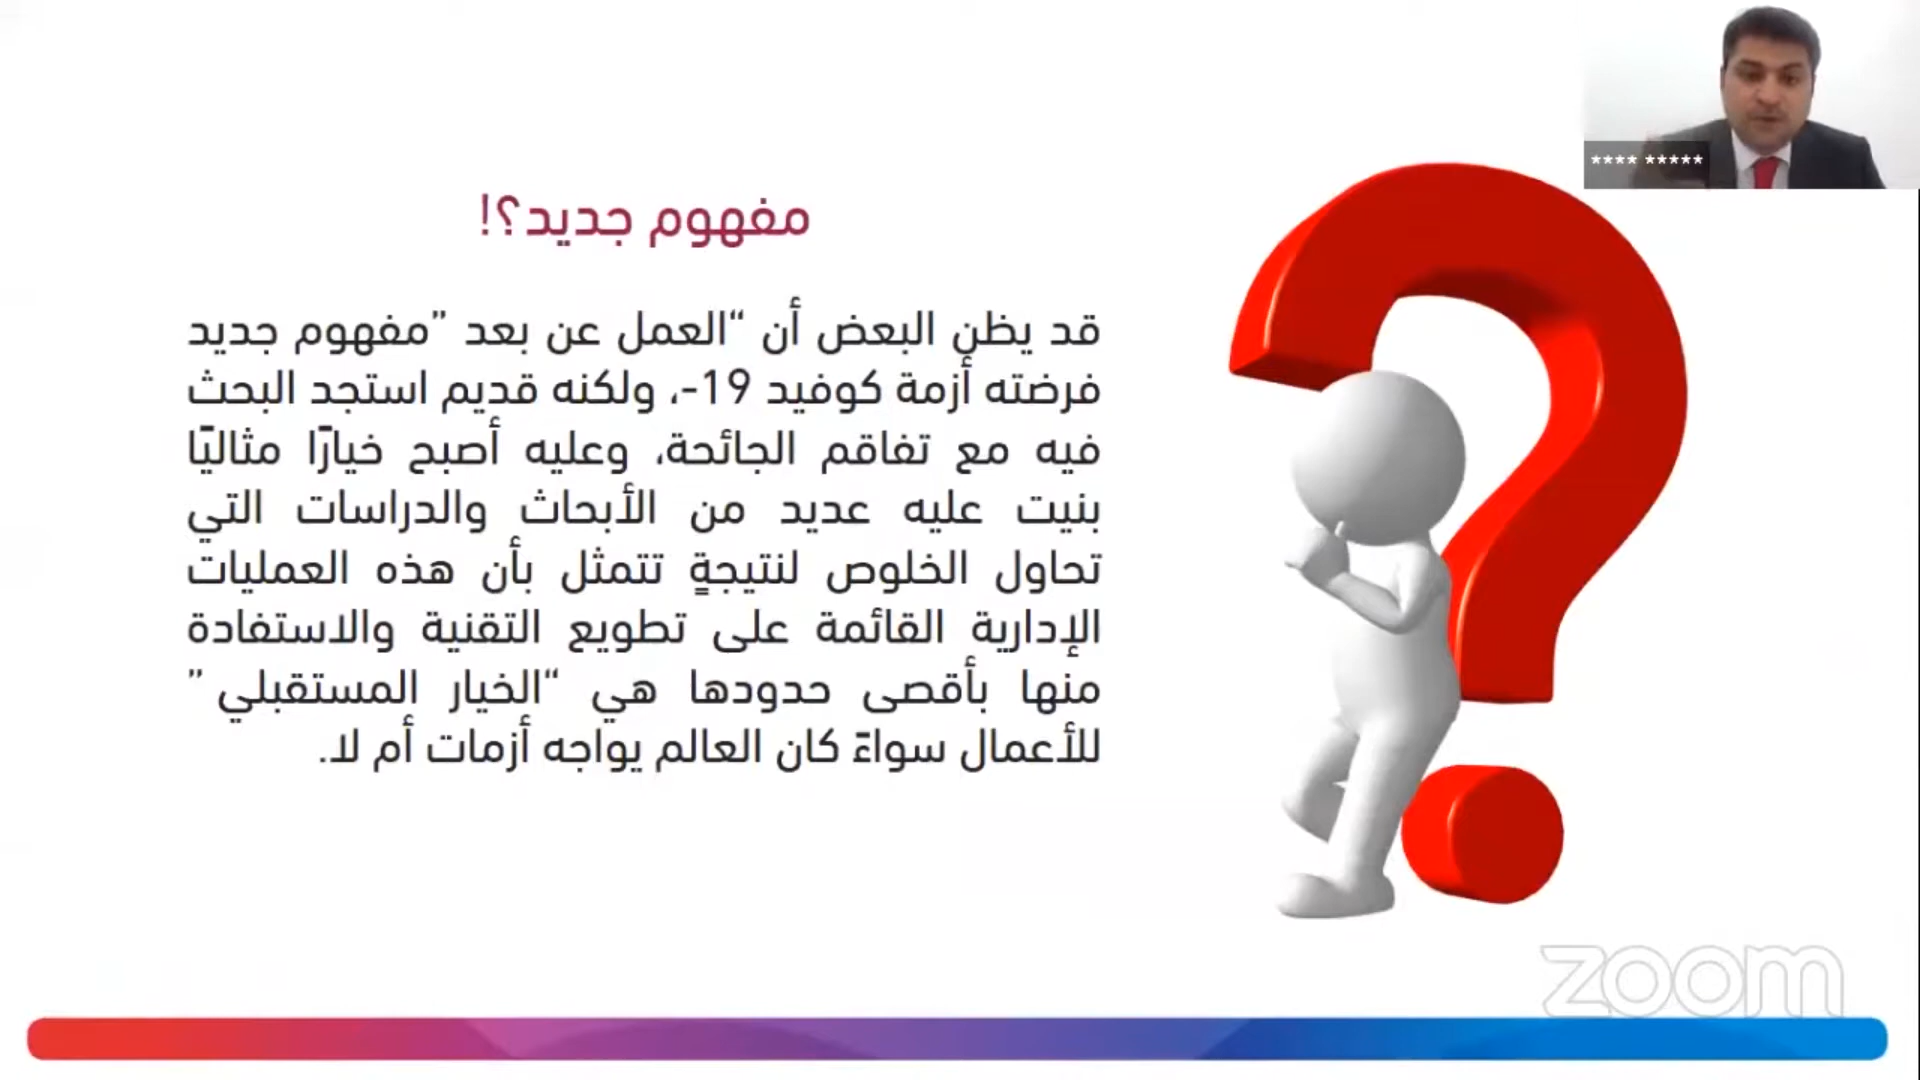 **** *****
مفهوم جديد؟!
قد يظن البعض أن “العمل عن بعد ”مفهوم جديد
فرضته أزمة كوفيد 19-، ولكنه قديم استجد البحث
فيه مع تفاقم الجائحة، وعليه أصبح خيارًا مثاليًا
بنيت عليه عديد من الأبحاث والدراسات التي
تحاول الخلوص لنتيجةٍ تتمثل بأن هذه العمليات
الإدارية القائمة على تطويع التقنية والاستفادة
منها بأقصى حدودها هي “الخيار المستقبلي ”
للأعمال سواءً كان العالم يواجه أزمات أم لا.
zoom